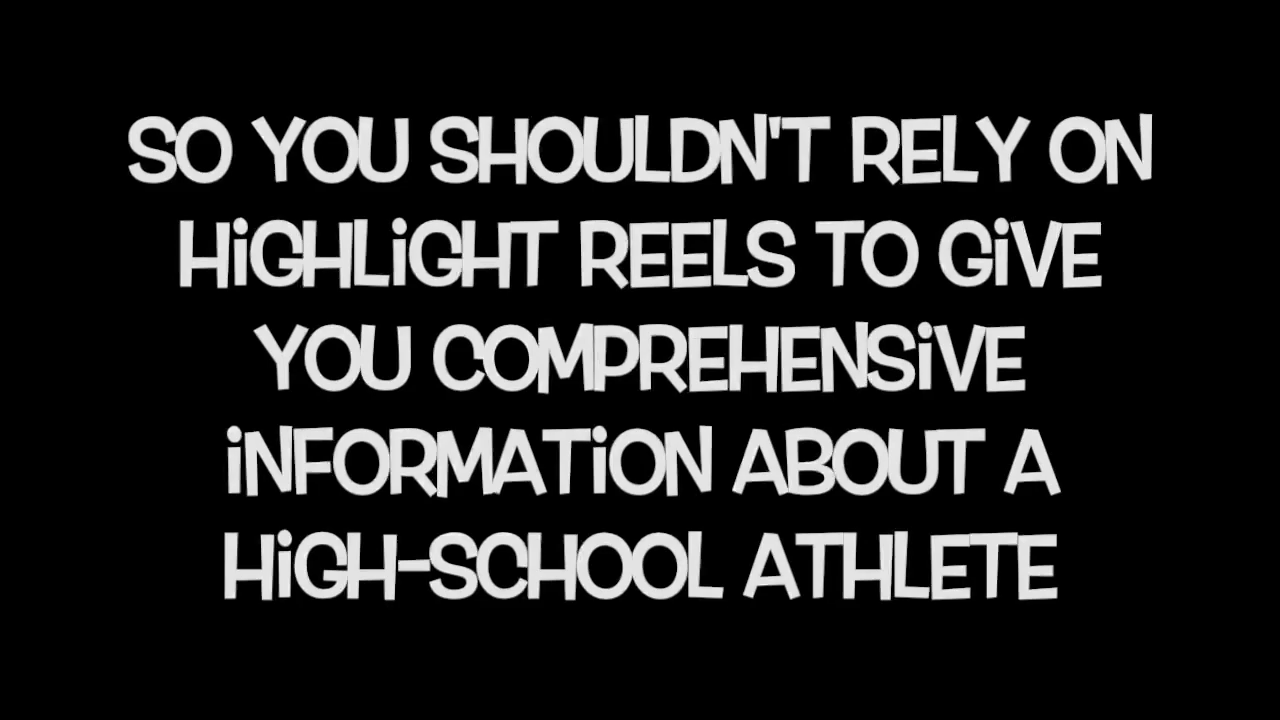 SO YOU SHOULDN'T RELY ON
HiGHLiGHT REELS TO GiVE
YOU COMPREHENSiVE
iNFORMATiON ABOUT A
HiGH-SCHOOL ATHLETE